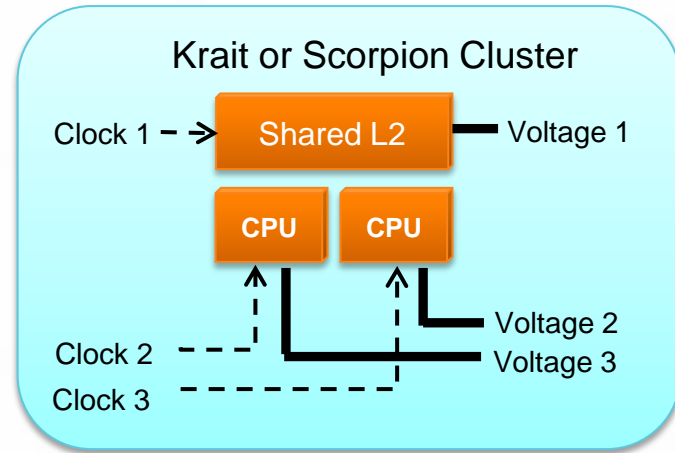 Krait or Scorpion Cluster
Clock 1
Shared L2
Voltage 1
CPU
CPU
Voltage 2
Clock 2
Voltage 3
Clock 3